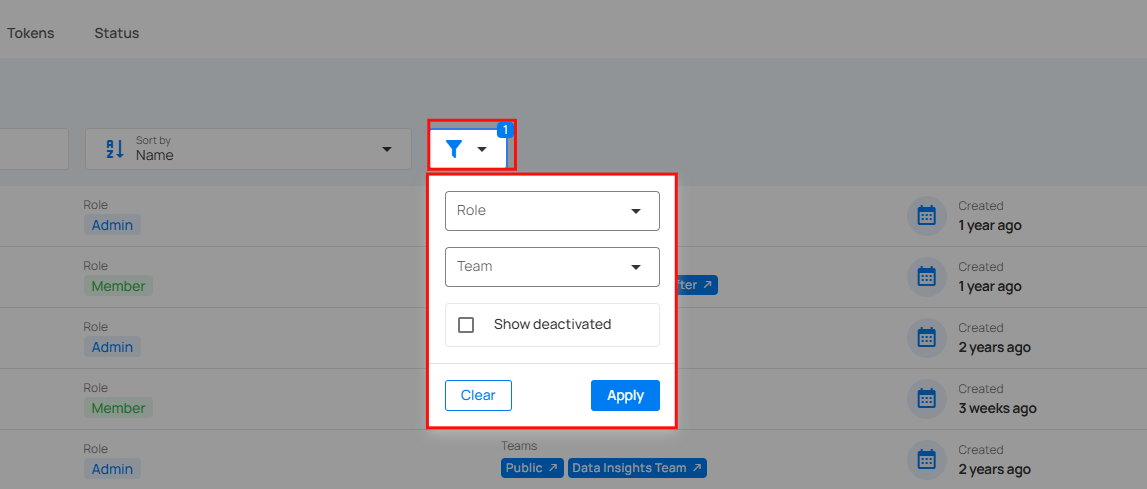 Tokens Status
Sort by
Name
1
Role
Admin
Created
1 year ago
Role
Team
Show deactivated
Clear
Apply
Role
Member
Created
1 year ago
Role
Admin
Created
2 years ago
Role
Member
Created
3 weeks ago
Role
Admin
Teams
Public
Data Insights Team
Created
2 years ago